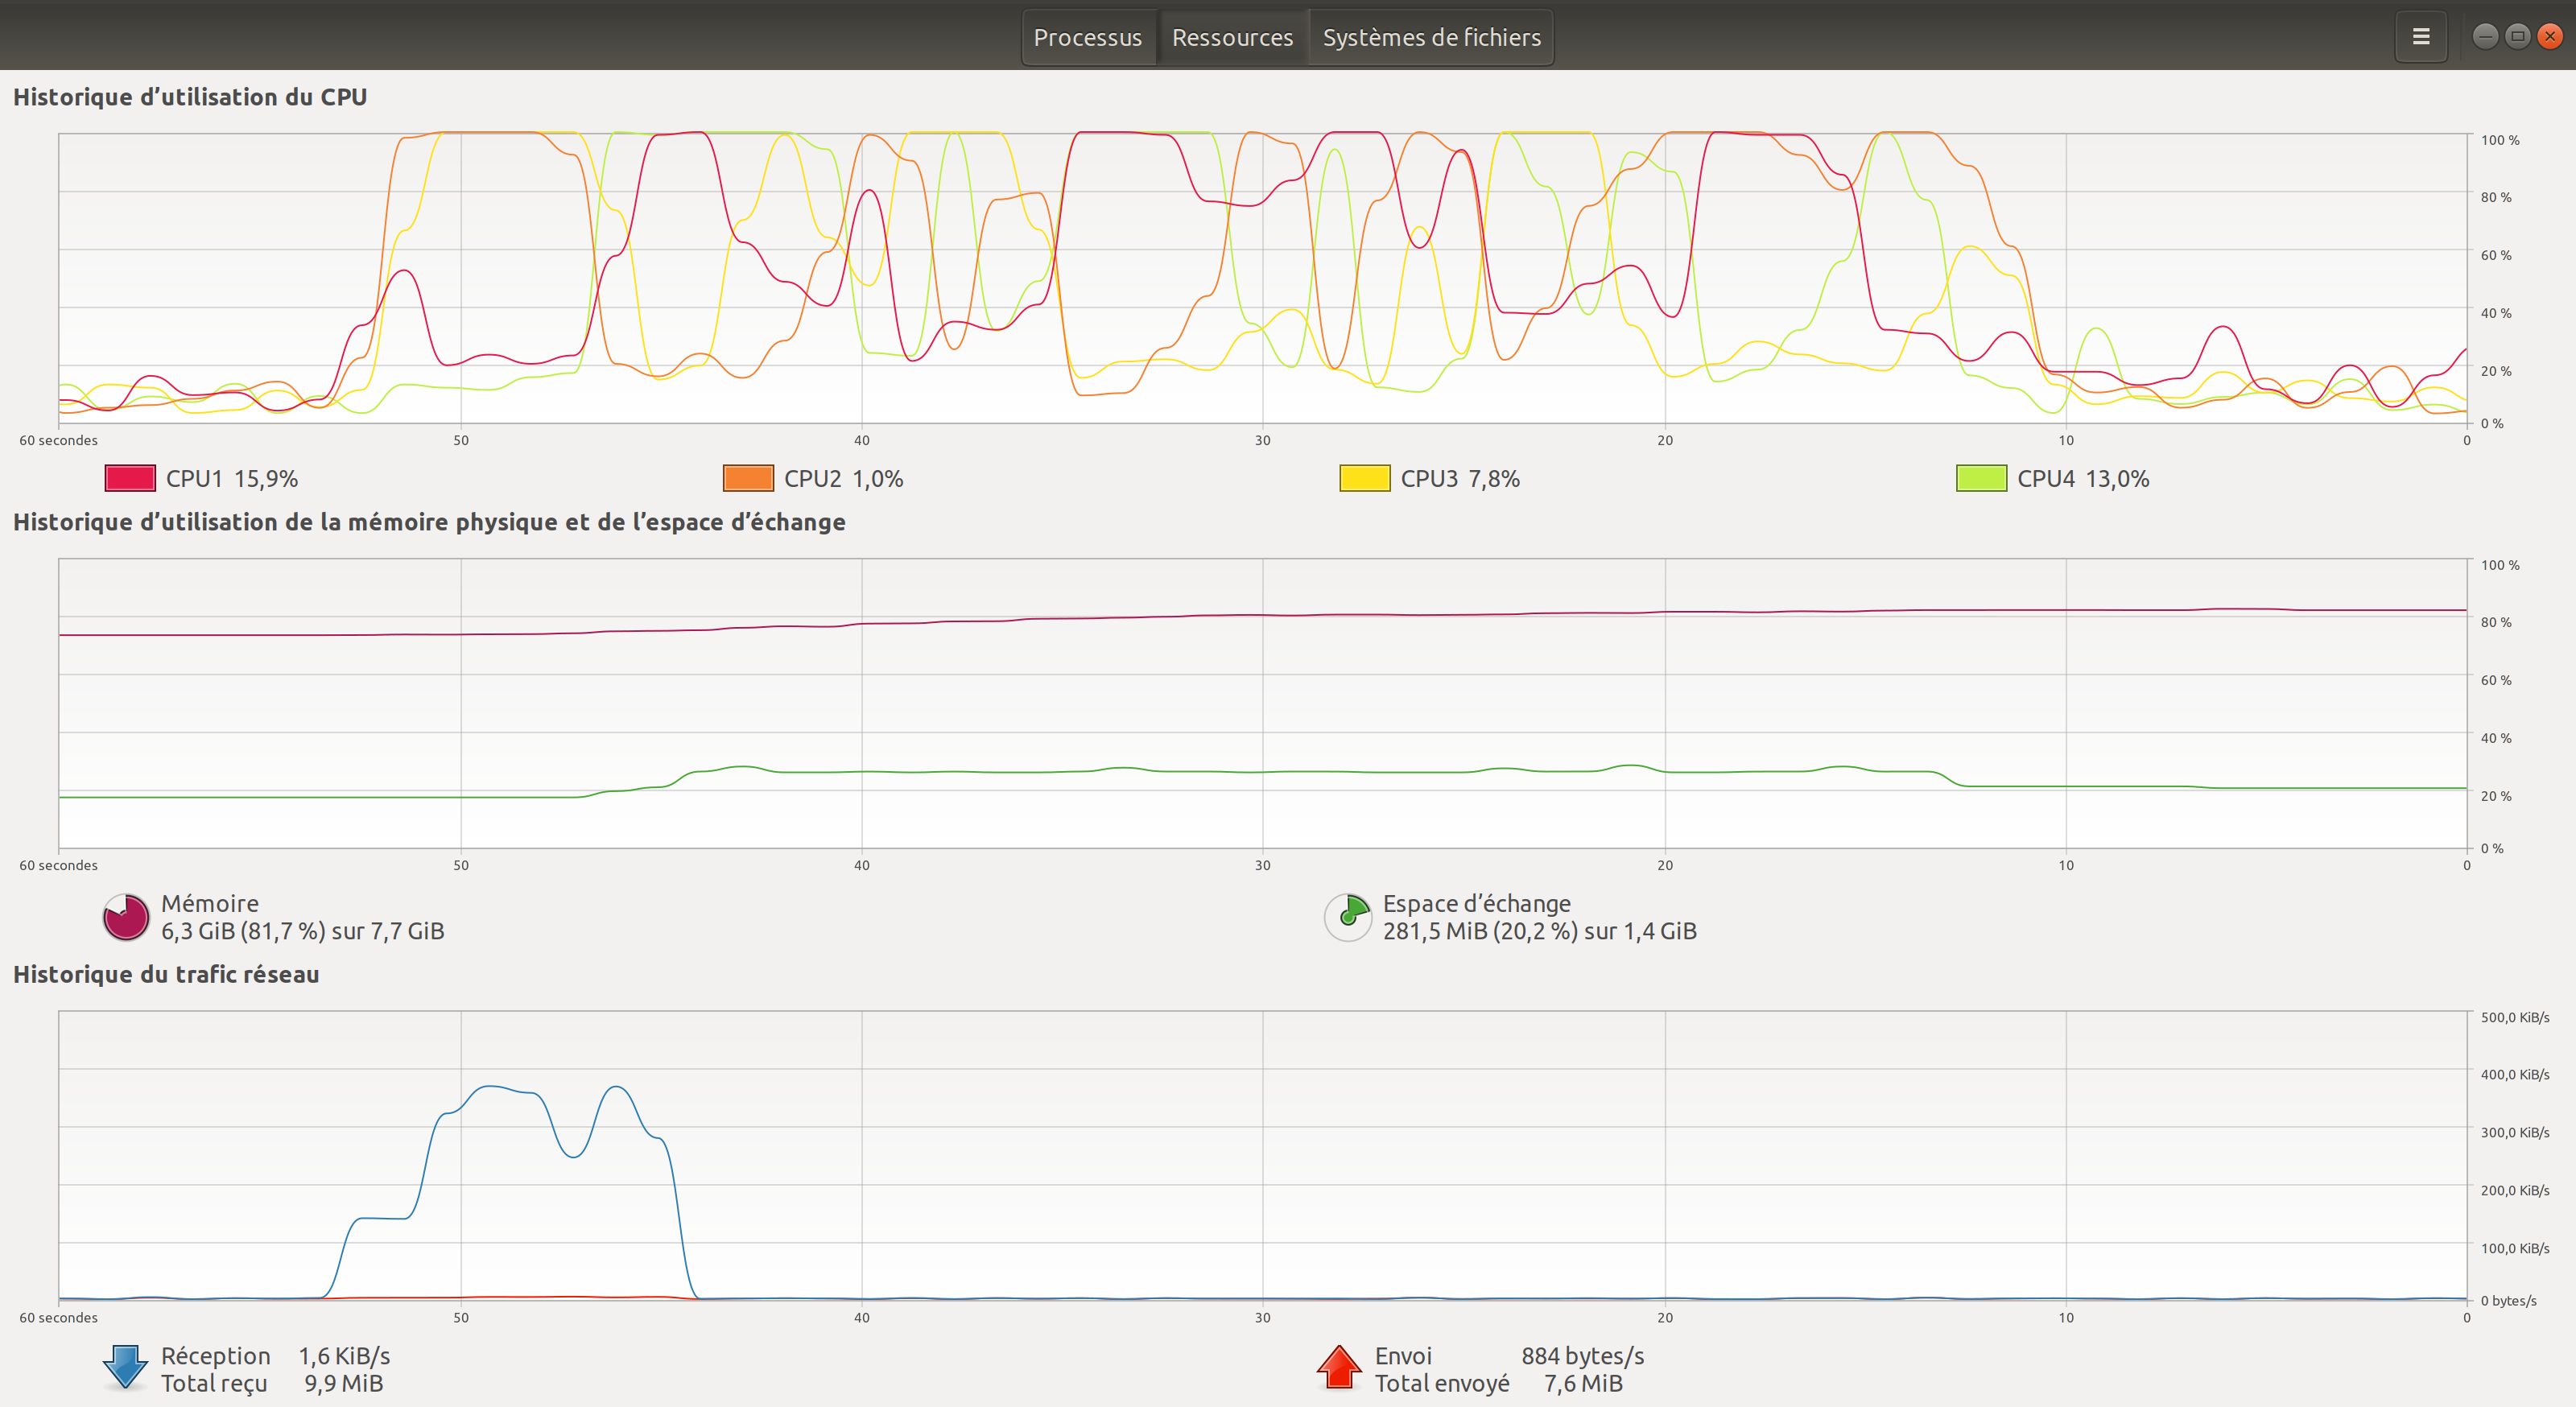 Processus Ressources Systèmes de fichiers
Historique d’utilisation du CPU
100 %
80 %
60 %
40 %
20 %
0 %
60 secondes 50 40 30 20 10 0
CPU1 15,9% CPU2 1,0% CPU3 7,8% CPU4 13,0%
Historique d’utilisation de la mémoire physique et de l’espace d’échange
100 %
80 %
60 %
40 %
20 %
0 %
60 secondes 50 40 30 20 10 0
Mémoire
6,3 GiB (81,7 %) sur 7,7 GiB
Espace d’échange
281,5 MiB (20,2 %) sur 1,4 GiB
Historique du trafic réseau
500,0 KiB/s
400,0 KiB/s
300,0 KiB/s
200,0 KiB/s
100,0 KiB/s
0 bytes/s
60 secondes 50 40 30 20 10 0
Réception 1,6 KiB/s
Total reçu 9,9 MiB
Envoi 884 bytes/s
Total envoyé 7,6 MiB